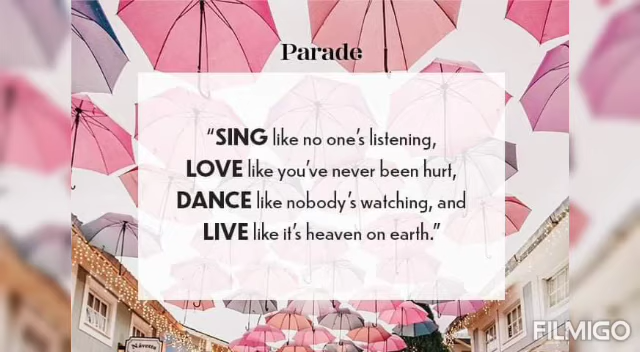 Parade
“SING like no one’s listening,
LOVE like you’ve never been hurt,
DANCE like nobody’s watching, and
LIVE like it’s heaven on earth.”
FILMIGO